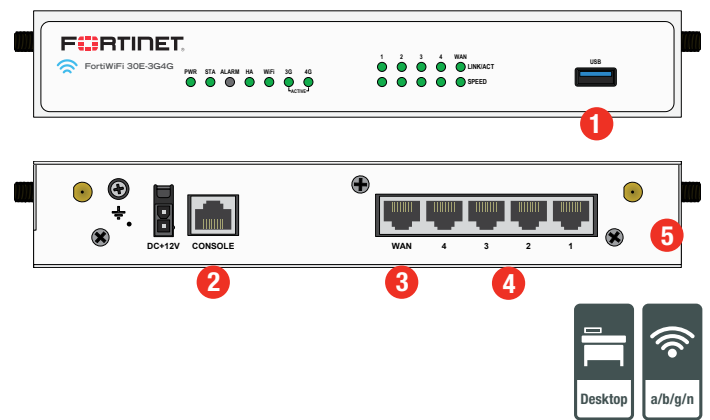 FORTINET
FortiWiFi 30E-3G4G
PWR STA ALARM HA WiFi 3G 4G
ACTIVE
1 2 3 4 WAN
LINK/ACT
SPEED
USB
1
DC+12V CONSOLE
WAN 4 3 2 1
5
2 3 4
Desktop
a/b/g/n